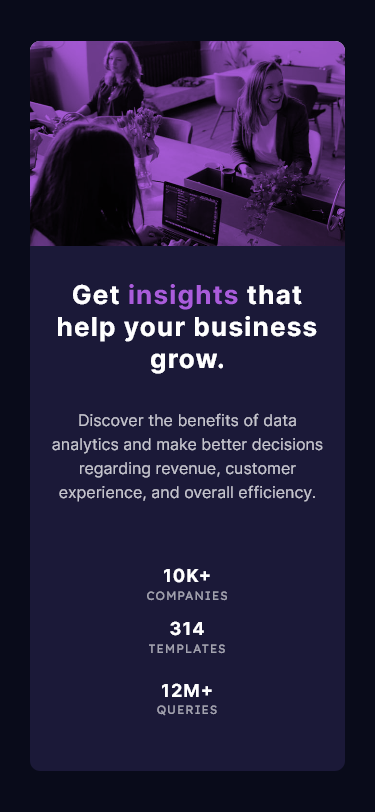 Get insights that
help your business
grow.
Discover the benefits of data
analytics and make better decisions
regarding revenue, customer
experience, and overall efficiency.
10K+
COMPANIES
314
TEMPLATES
12M+
QUERIES